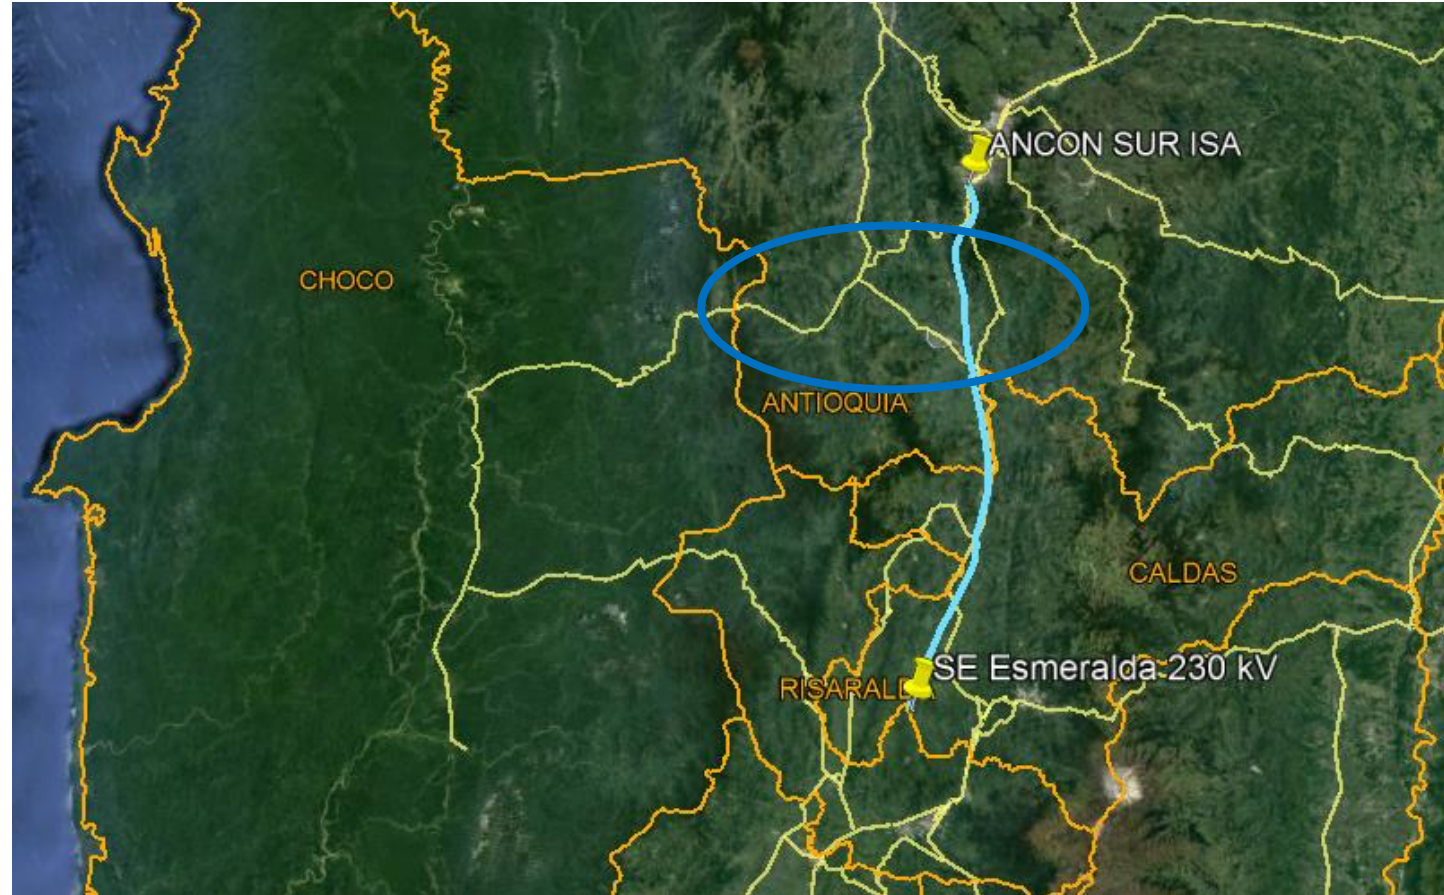 ANCON SUR ISA
CHOCO
ANTIOQUIA
CALDAS
SE Esmeralda 230 kV
RISARALDA